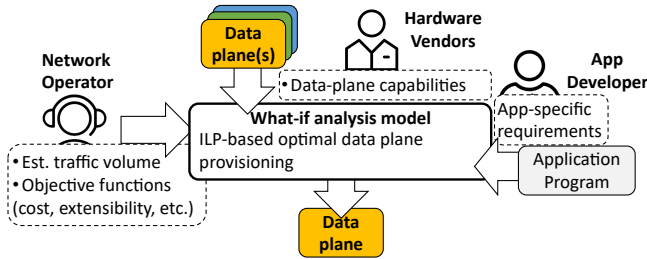 Hardware
Vendors
Data
plane(s)
Network
Operator
App
Developer
• Data-plane capabilities
What-if analysis model
ILP-based optimal data plane
provisioning
App-specific
requirements
• Est. traffic volume
• Objective functions
(cost, extensibility, etc.)
Application
Program
Data
plane